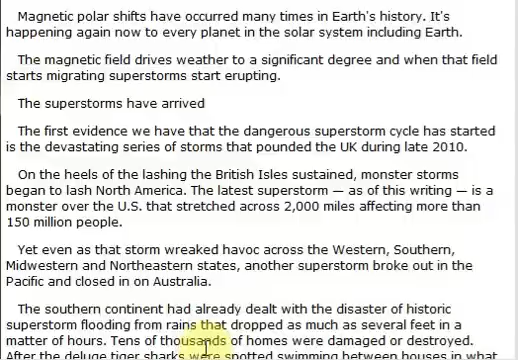 Magnetic polar shifts have occurred many times in Earth's history. It's
happening again now to every planet in the solar system including Earth.
The magnetic field drives weather to a significant degree and when that field
starts migrating superstorms start erupting.
The superstorms have arrived
The first evidence we have that the dangerous superstorm cycle has started
is the devastating series of storms that pounded the UK during late 2010.
On the heels of the lashing the British Isles sustained, monster storms
began to lash North America. The latest superstorm — as of this writing — is a
monster over the U.S. that stretched across 2,000 miles affecting more than
150 million people.
Yet even as that storm wreaked havoc across the Western, Southern,
Midwestern and Northeastern states, another superstorm broke out in the
Pacific and closed in on Australia.
The southern continent had already dealt with the disaster of historic
superstorm flooding from rains that dropped as much as several feet in a
matter of hours. Tens of thousands of homes were damaged or destroyed.
After the deluge tiger sharks were spotted swimming between houses in what